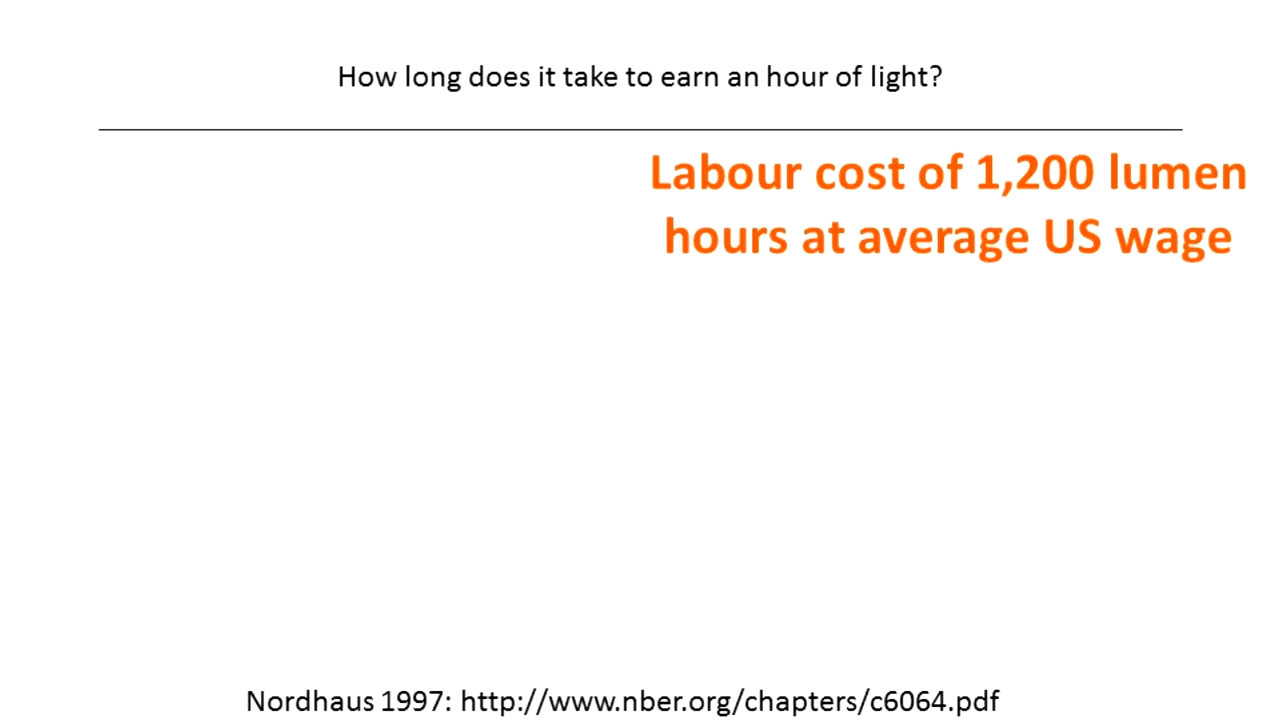 How long does it take to earn an hour of light?
Labour cost of 1,200 lumen
hours at average US wage
Nordhaus 1997: http://www.nber.org/chapters/c6064.pdf